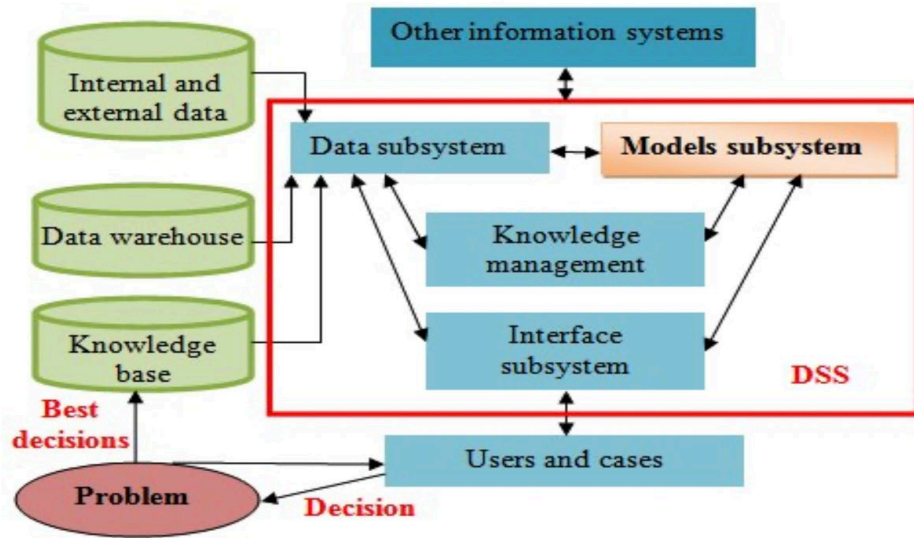 Other information systems
Internal and
external data
Data subsystem
Models subsystem
Data warehouse
Knowledge
management
Knowledge
base
Interface
subsystem
DSS
Best
decisions
Users and cases
Problem
Decision